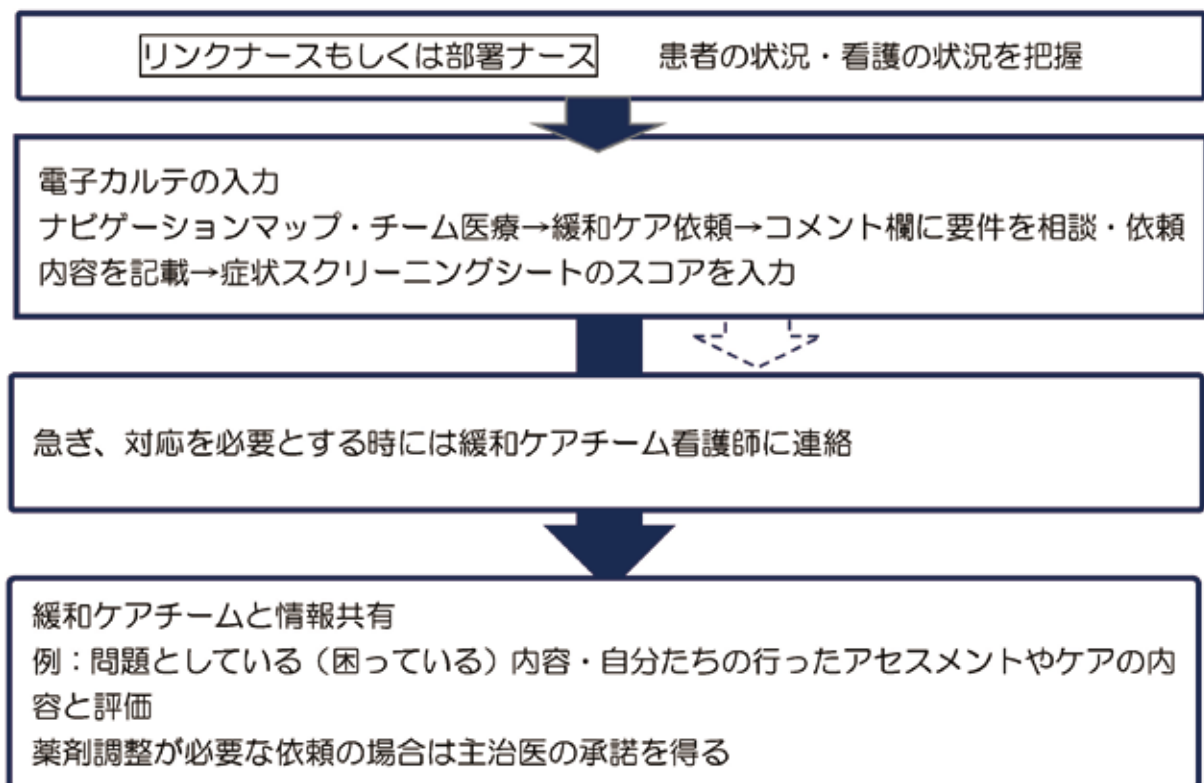 リンクナースもしくは部署ナース　患者の状況・看護の状況を把握
電子カルテの入力
ナビゲーションマップ・チーム医療→緩和ケア依頼→コメント欄に要件を相談・依頼
内容を記載→症状スクリーニングシートのスコアを入力
急ぎ、対応を必要とする時には緩和ケアチーム看護師に連絡
緩和ケアチームと情報共有
例：問題としている（困っている）内容・自分たちの行ったアセスメントやケアの内
容と評価
薬剤調整が必要な依頼の場合は主治医の承諾を得る